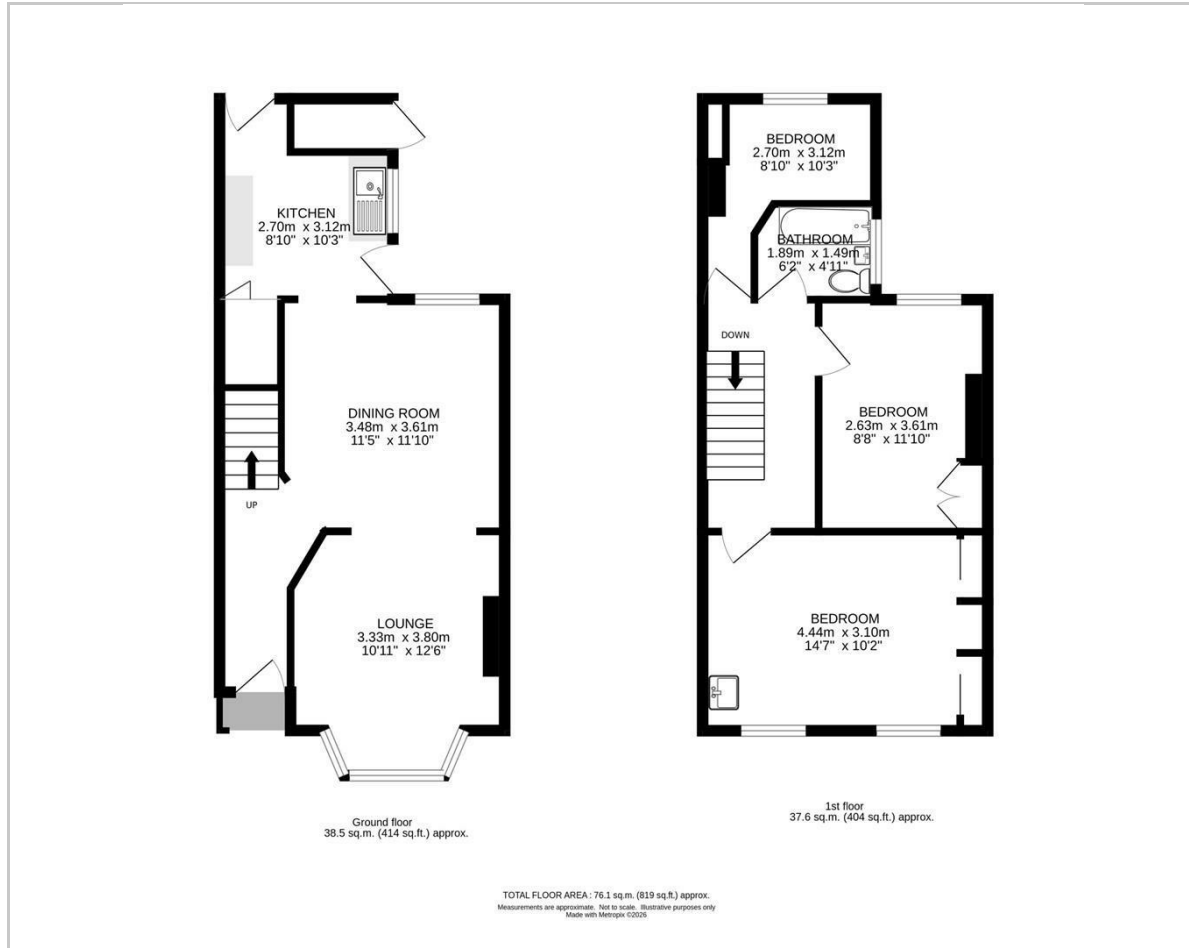 KITCHEN
2.70m x 3.12m
8'10" x 10'3"
DINING ROOM
3.48m x 3.61m
11'5" x 11'10"
UP
LOUNGE
3.33m x 3.80m
10'11" x 12'6"
Ground floor
38.5 sq.m. (414 sq.ft.) approx.
BEDROOM
2.70m x 3.12m
8'10" x 10'3"
BATHROOM
1.89m x 1.49m
6'2" x 4'11"
DOWN
BEDROOM
2.63m x 3.61m
8'8" x 11'10"
BEDROOM
4.44m x 3.10m
14'7" x 10'2"
1st floor
37.6 sq.m. (404 sq.ft.) approx.
TOTAL FLOOR AREA : 76.1 sq.m. (819 sq.ft.) approx.
Measurements are approximate. Not to scale. Illustrative purposes only
Made with Metropix ©2026